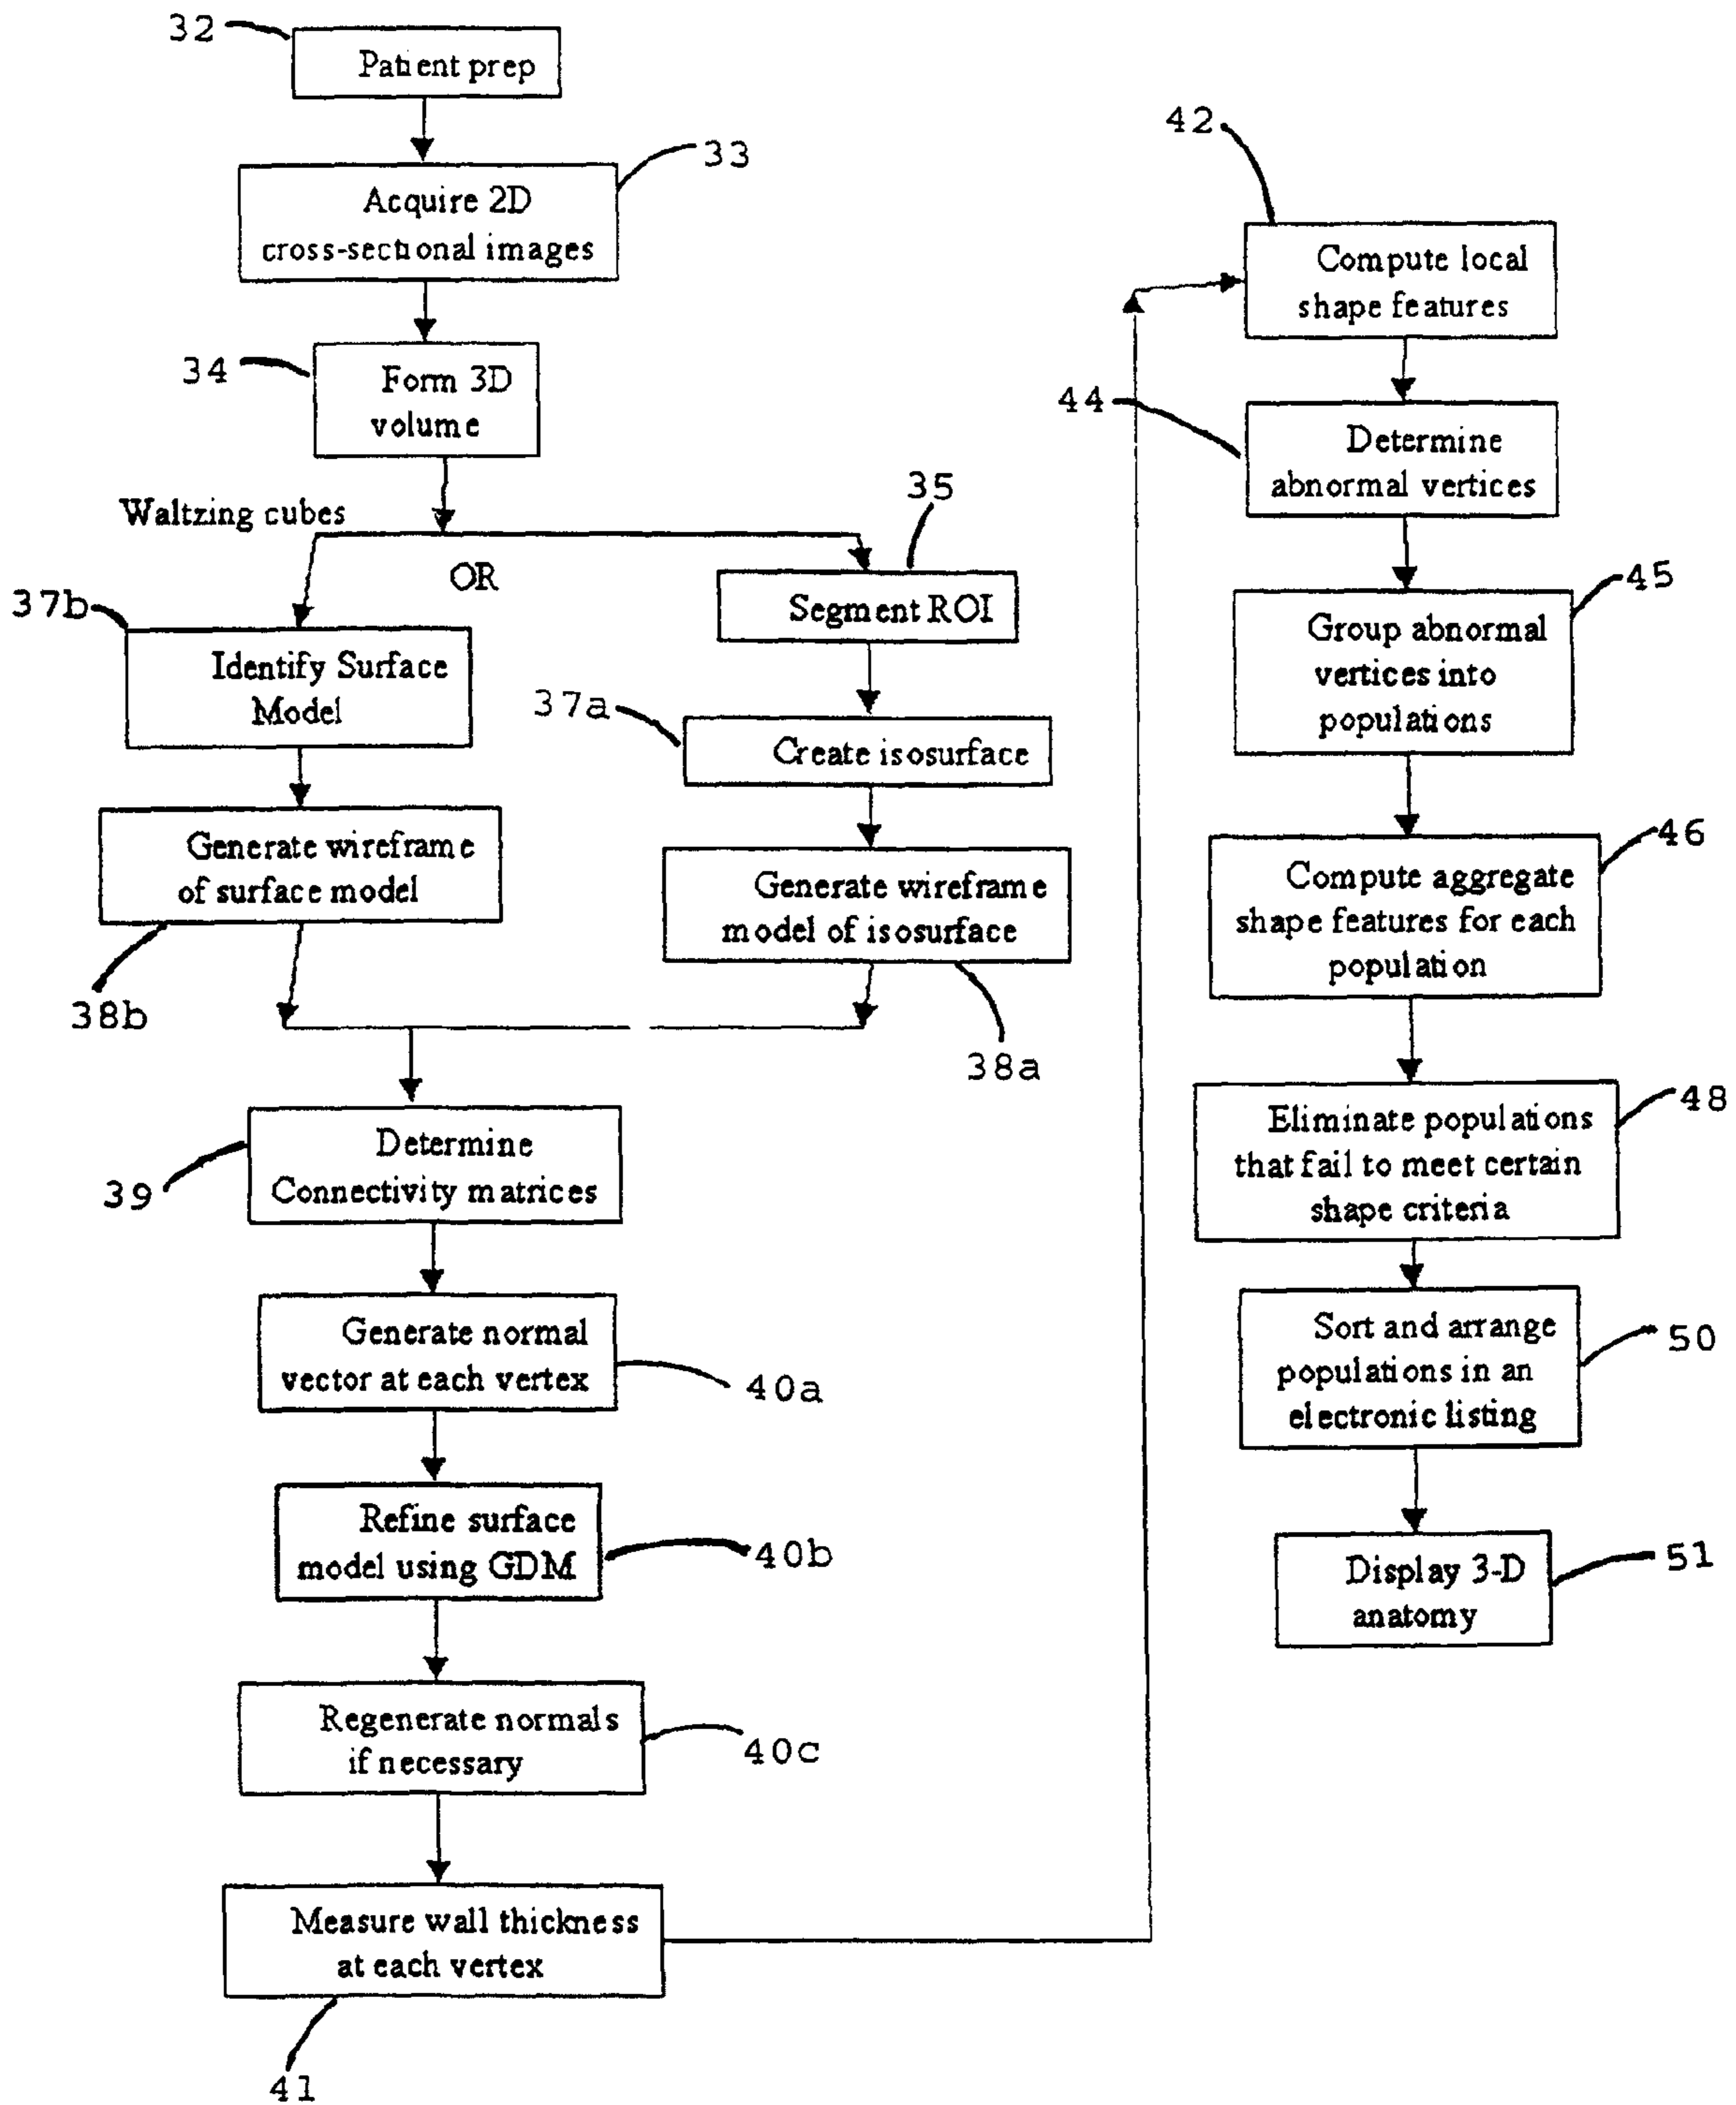 32
Patient prep
33
Acquire 2D
cross-sectional images
34
Form 3D
volume
Waltzing cubes
OR
35
Segment ROI
37b
Identify Surface
Model
37a
Create isosurface
Generate wireframe
of surface model
38b
Generate wireframe
model of isosurface
38a
Determine
Connectivity matrices
39
Generate normal
vector at each vertex
40a
Refine surface
model using GDM
40b
Regenerate normals
if necessary
40c
Measure wall thickness
at each vertex
41
42
Compute local
shape features
44
Determine
abnormal vertices
45
Group abnormal
vertices into
populations
46
Compute aggregate
shape features for each
population
48
Eliminate populations
that fail to meet certain
shape criteria
50
Sort and arrange
populations in an
electronic listing
51
Display 3-D
anatomy